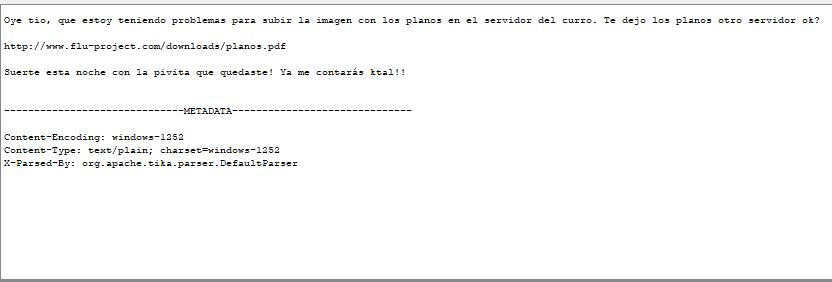 Oye tio, que estoy teniendo problemas para subir la imagen con los planos en el servidor del curro. Te dejo los planos otro servidor ok?
http://www.flu-project.com/downloads/planos.pdf
Suerte esta noche con la pivita que quedaste! Ya me contarás ktal!!
------------------------------METADATA------------------------------
Content-Encoding: windows-1252
Content-Type: text/plain; charset=windows-1252
X-Parsed-By: org.apache.tika.parser.DefaultParser